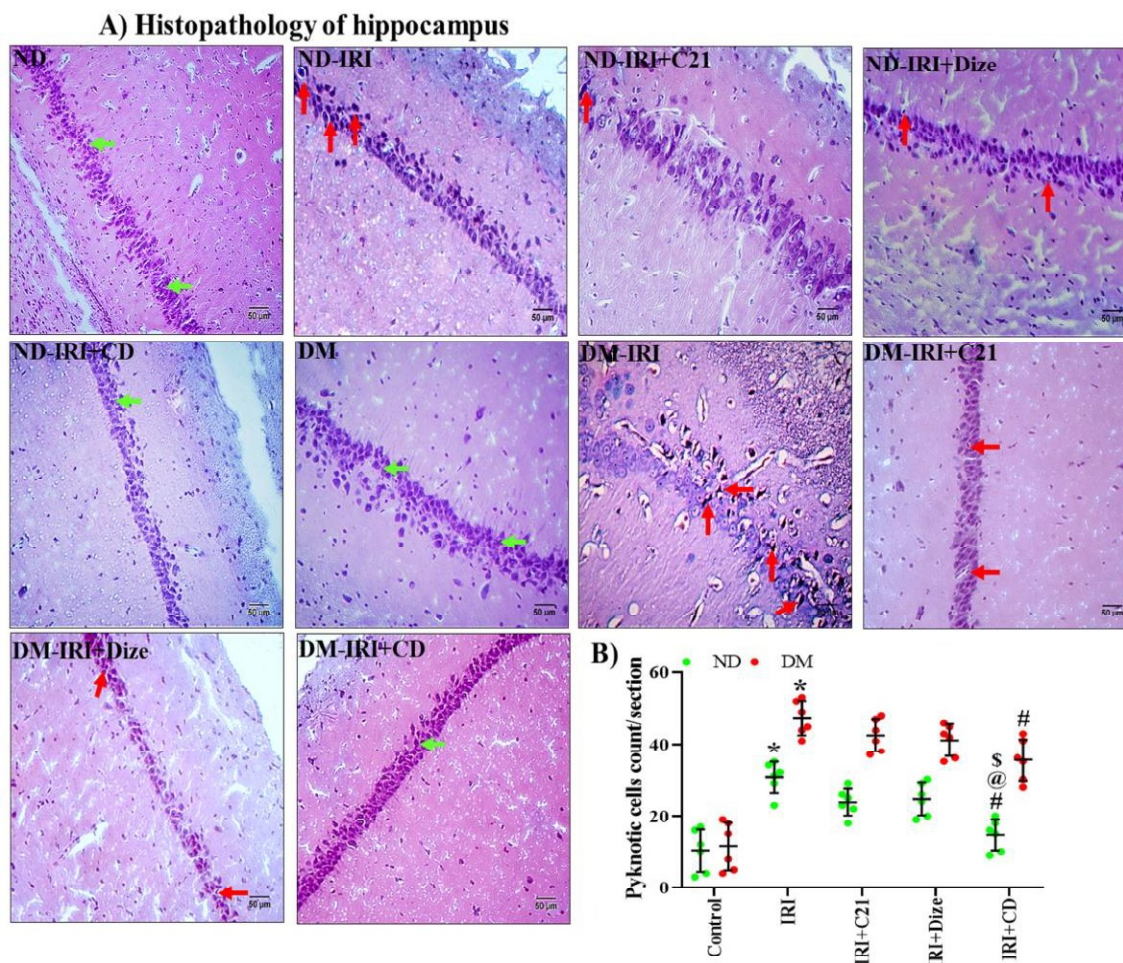 A) Histopathology of hippocampus
ND
50 µm
ND-IRI
50 µm
ND-IRI+C21
50 µm
ND-IRI+Dize
50 µm
ND-IRI+CD
50 µm
DM
50 µm
DM-IRI
50 µm
DM-IRI+C21
50 µm
DM-IRI+Dize
50 µm
DM-IRI+CD
50 µm
B)
ND DM
Pyknotic cells count/section
60
40
20
0
*
*
$
@
#
#
Control
IRI
IRI+C21
IRI+Dize
IRI+CD